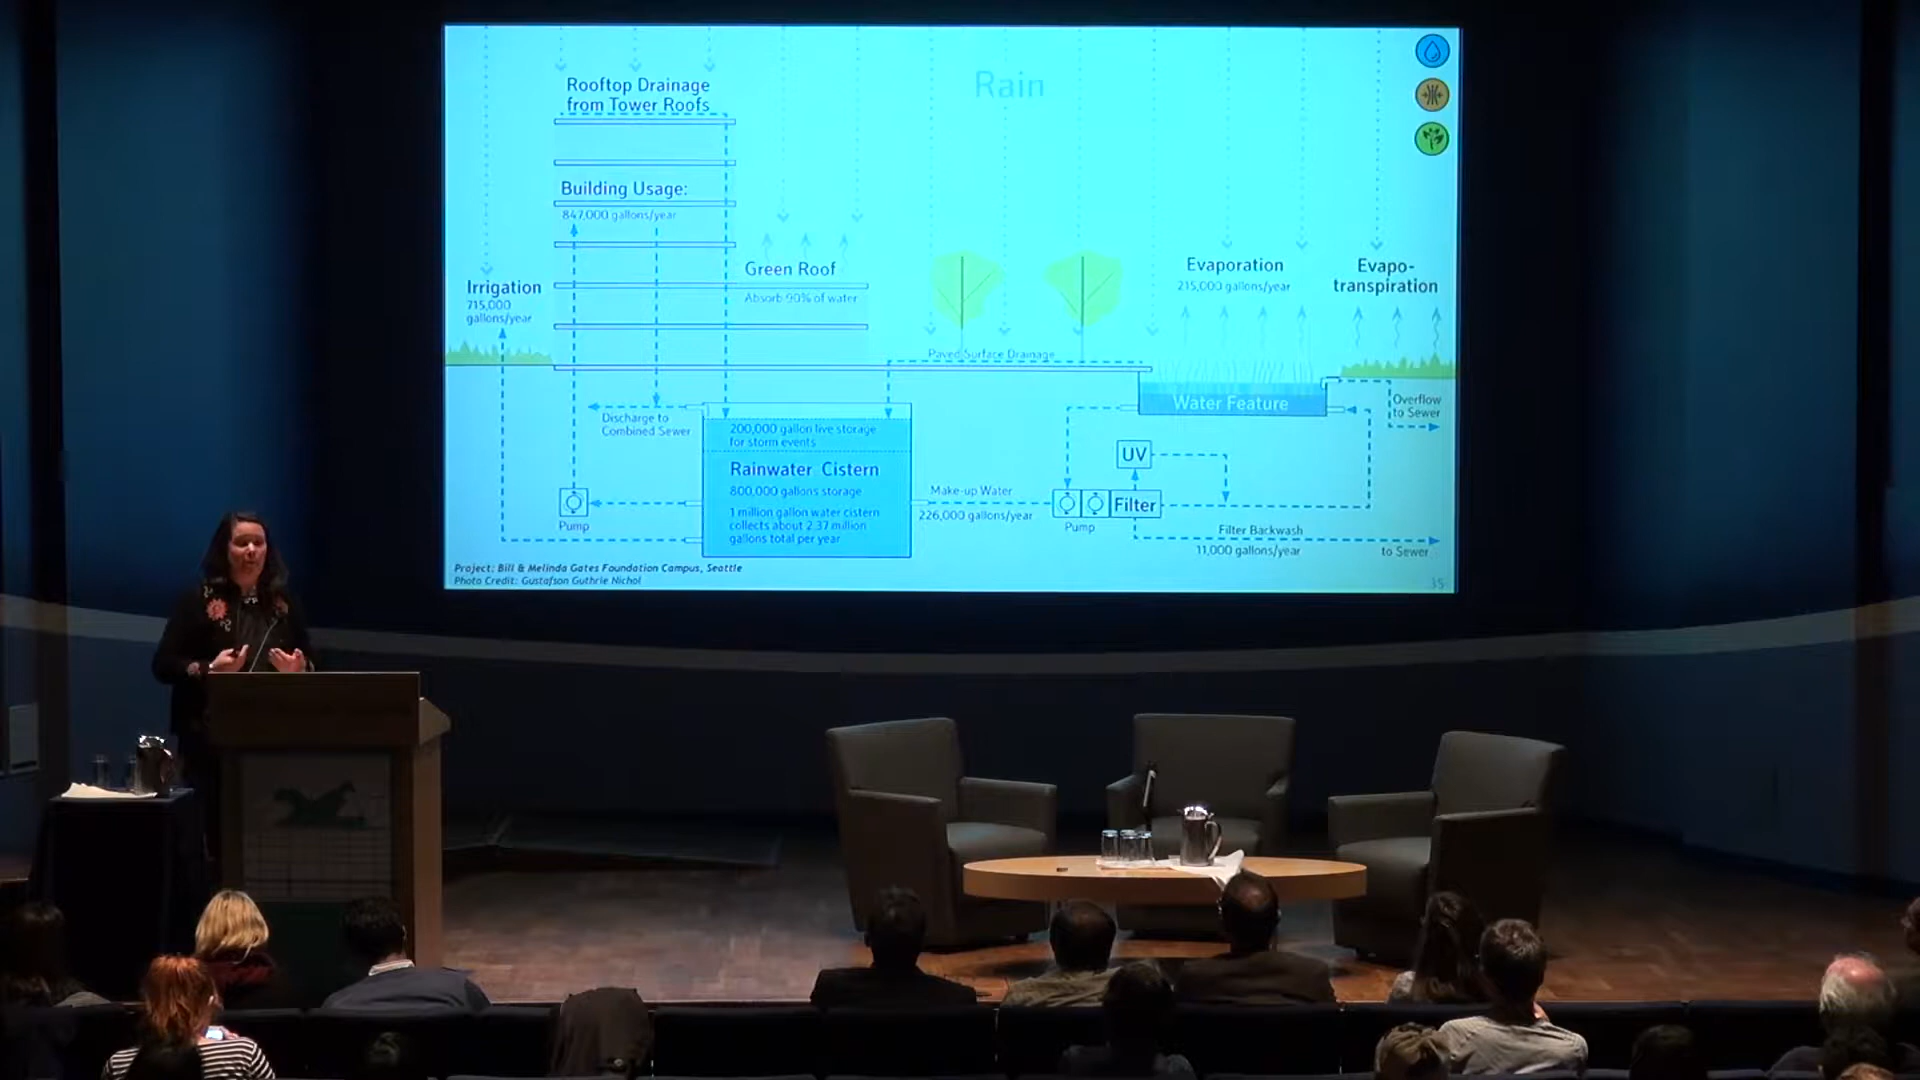 Rain
Rooftop Drainage
from Tower Roofs
Building Usage:
847,000 gallons/year
Green Roof
Absorb 90% of water
Irrigation
715,000
gallons/year
Evaporation
215,000 gallons/year
Evapo-
transpiration
Paved Surface Drainage
Water Feature
Overflow
to Sewer
Discharge to
Combined Sewer
200,000 gallon live storage
for storm events
Rainwater Cistern
800,000 gallons storage
1 million gallon water cistern
collects about 2.37 million
gallons total per year
Pump
Make-up Water
226,000 gallons/year
UV
Filter
Pump
Filter Backwash
11,000 gallons/year
to Sewer
Project: Bill & Melinda Gates Foundation Campus, Seattle
Photo Credit: Gustafson Guthrie Nichol
35